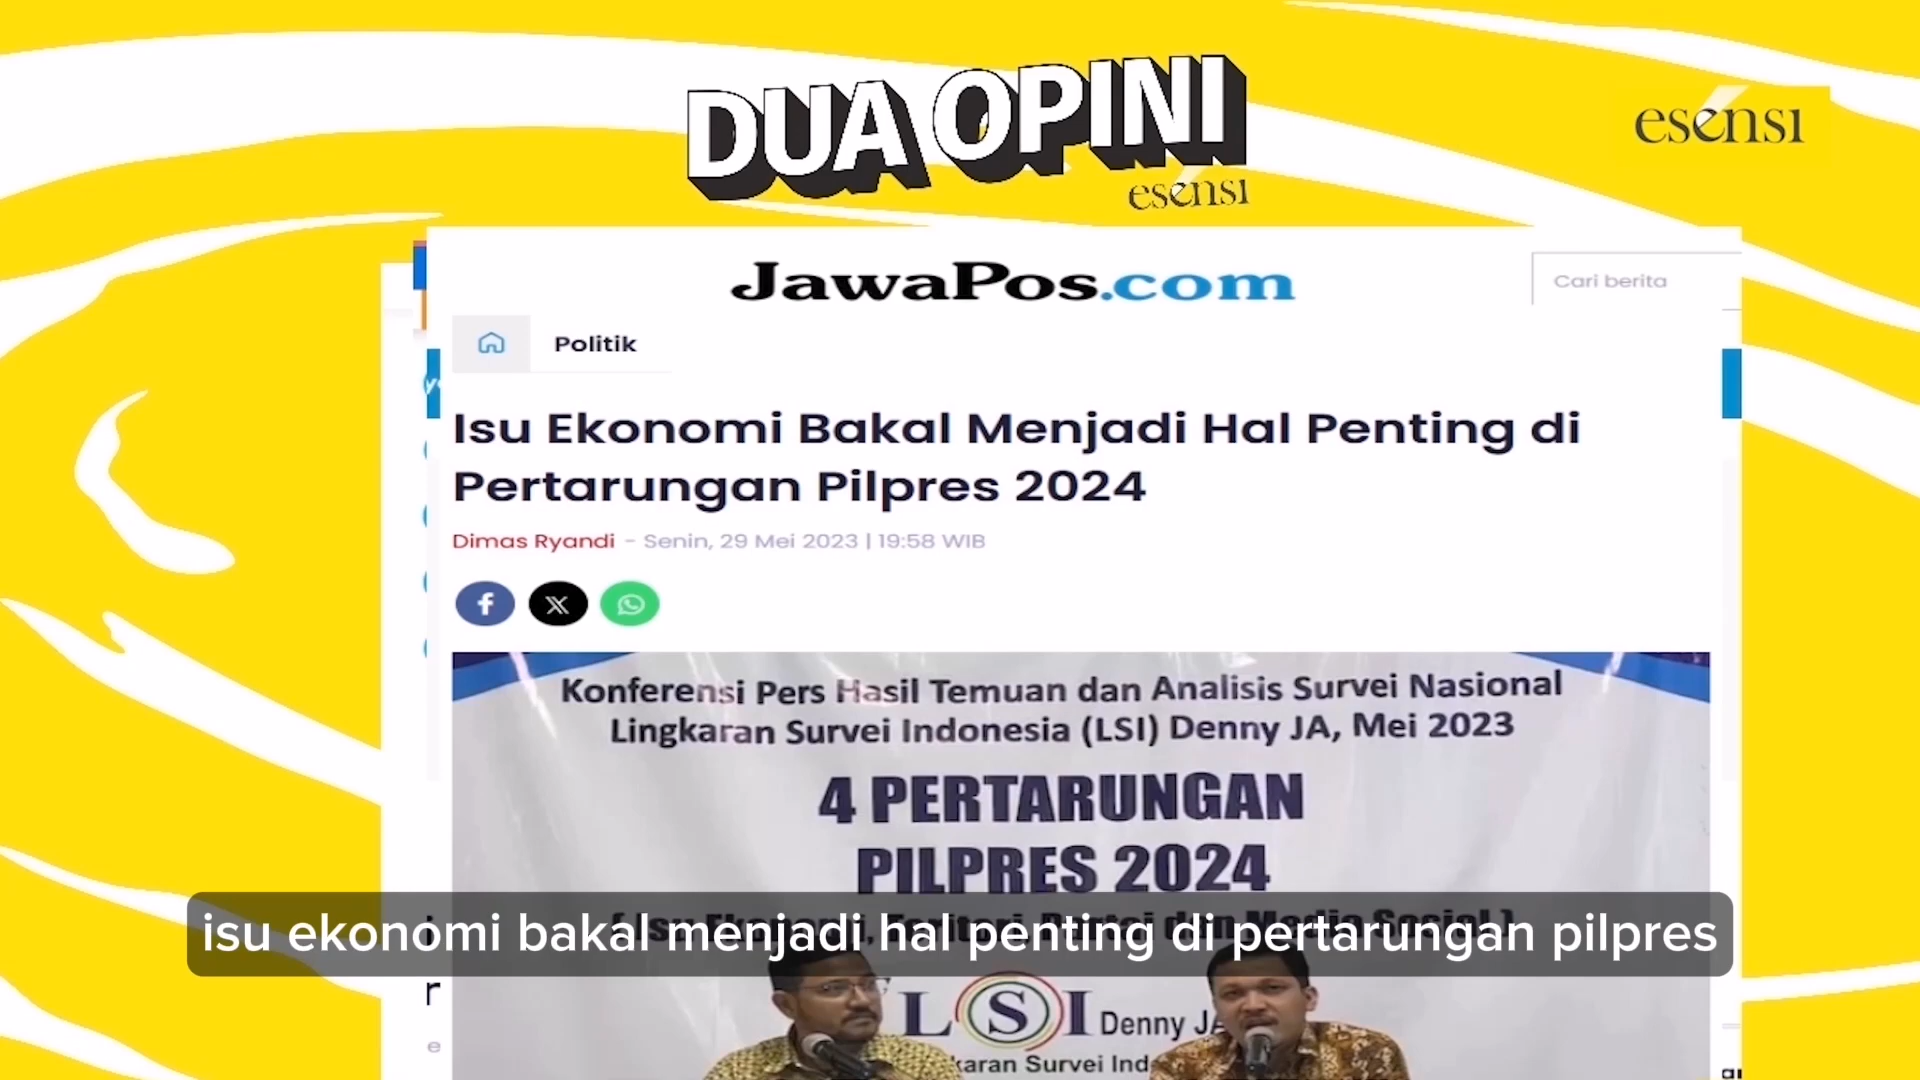 DUA OPINI
esénsi
esénsi
JawaPos.com
Cari berita
Politik
Isu Ekonomi Bakal Menjadi Hal Penting di
Pertarungan Pilpres 2024
Dimas Ryandi - Senin, 29 Mei 2023 | 19:58 WIB
Konferensi Pers Hasil Temuan dan Analisis Survei Nasional
Lingkaran Survei Indonesia (LSI) Denny JA, Mei 2023
4 PERTARUNGAN
PILPRES 2024
isu ekonomi bakal menjadi hal penting di pertarungan pilpres
LSI Denny JA
Survei